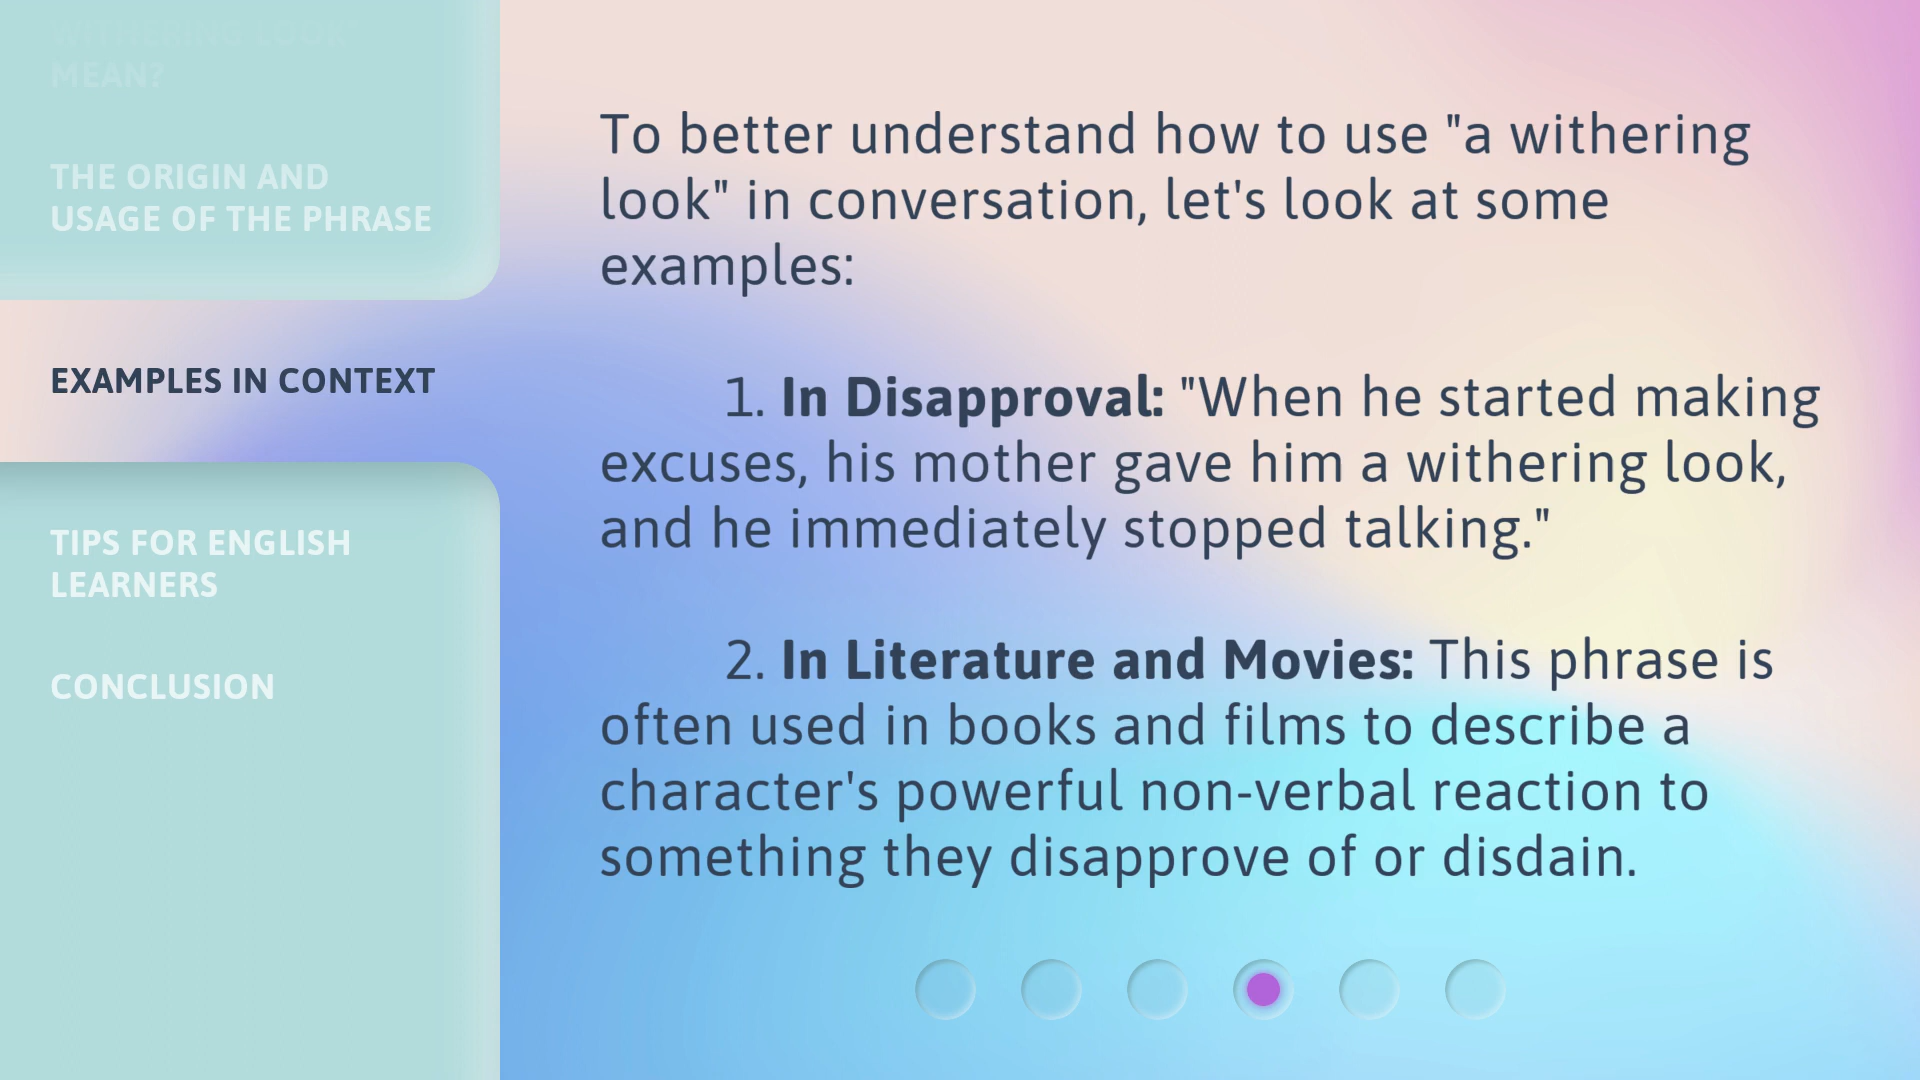 WITHERING LOOK"
MEAN?
THE ORIGIN AND
USAGE OF THE PHRASE
EXAMPLES IN CONTEXT
TIPS FOR ENGLISH
LEARNERS
CONCLUSION
To better understand how to use "a withering
look" in conversation, let's look at some
examples:
1. In Disapproval: "When he started making
excuses, his mother gave him a withering look,
and he immediately stopped talking."
2. In Literature and Movies: This phrase is
often used in books and films to describe a
character's powerful non-verbal reaction to
something they disapprove of or disdain.